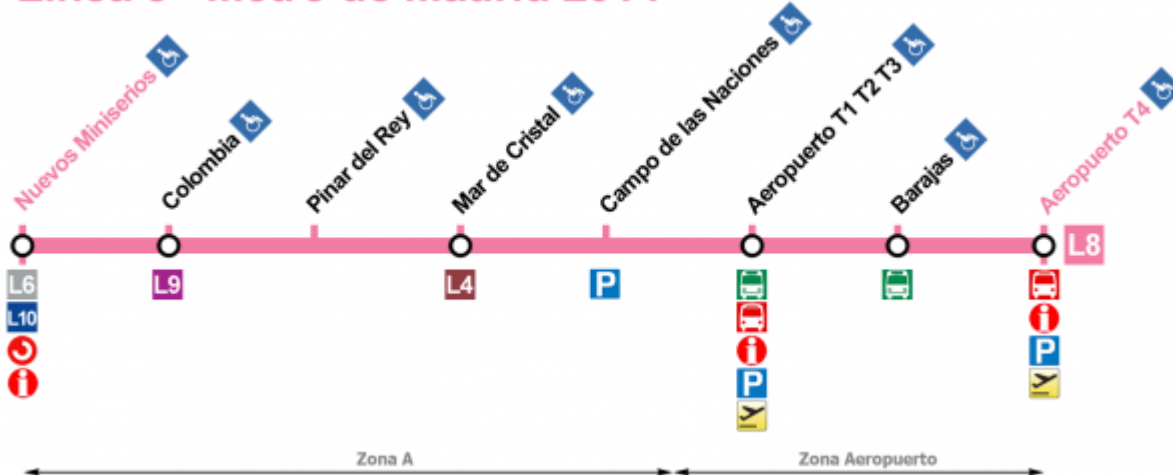 Nuevos Miniserios
Colombia
Pinar del Rey
Mar de Cristal
Campo de las Naciones
Aeropuerto T1 T2 T3
Barajas
Aeropuerto T4
L8
L6
L10
L9
L4
P
P
P
Zona A
Zona Aeropuerto